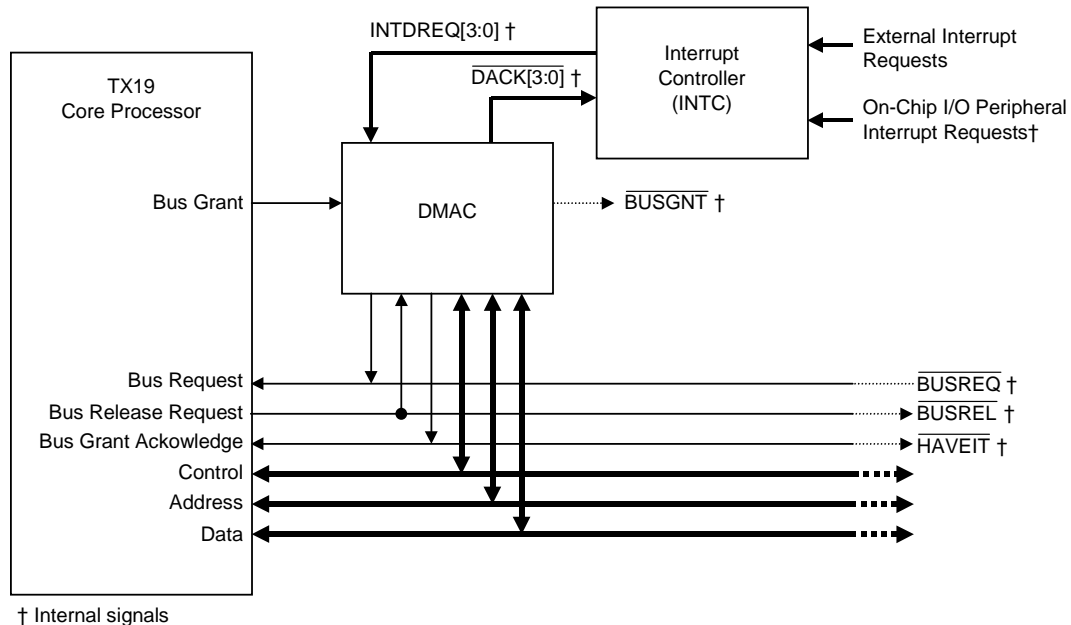 INTDREQ[3:0] †
DACK[3:0] †
Interrupt
Controller
(INTC)
External Interrupt
Requests
On-Chip I/O Peripheral
Interrupt Requests†
TX19
Core Processor
Bus Grant
DMAC
BUSGNT †
Bus Request
BUSREQ †
Bus Release Request
BUSREL †
Bus Grant Ackowledge
HAVEIT †
Control
Address
Data
† Internal signals